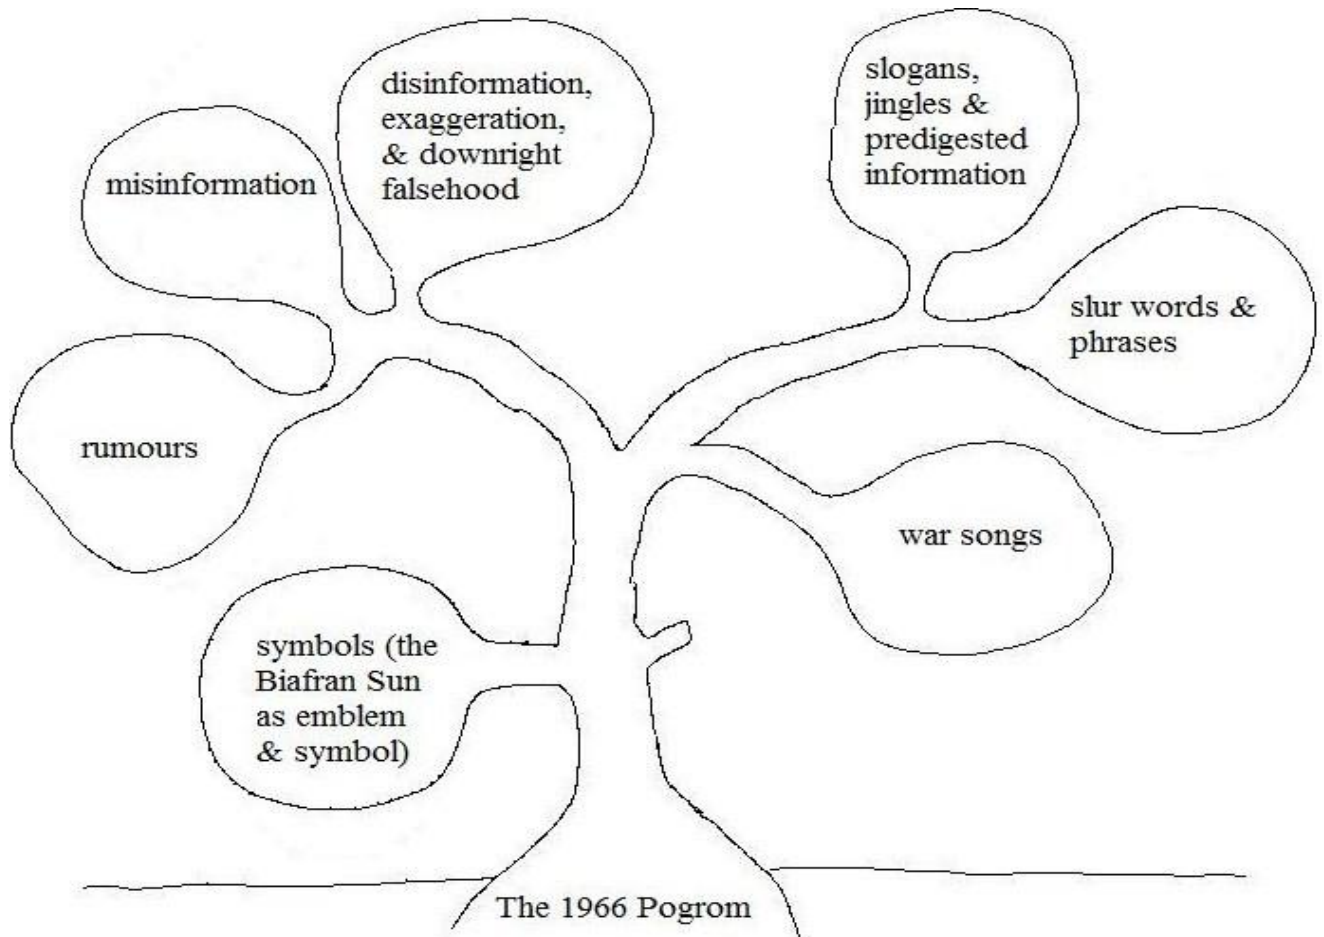 disinformation,
exaggeration,
& downright
falsehood
slogans,
jingles &
predigested
information
misinformation
slur words &
phrases
rumours
war songs
symbols (the
Biafran Sun
as emblem
& symbol)
The 1966 Pogrom